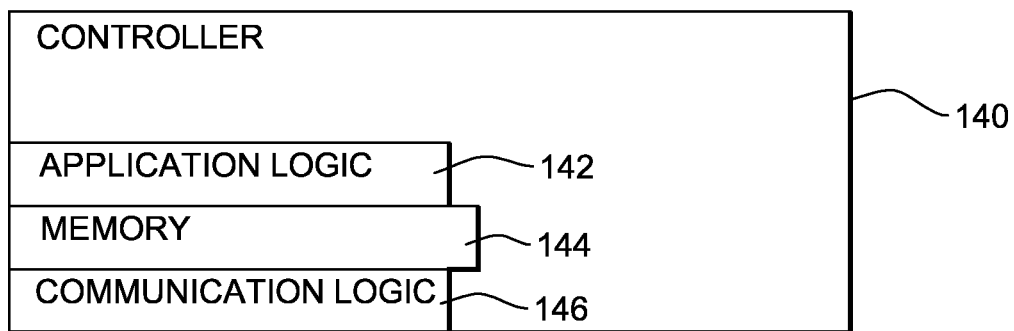 CONTROLLER
140
APPLICATION LOGIC
142
MEMORY
144
COMMUNICATION LOGIC
146